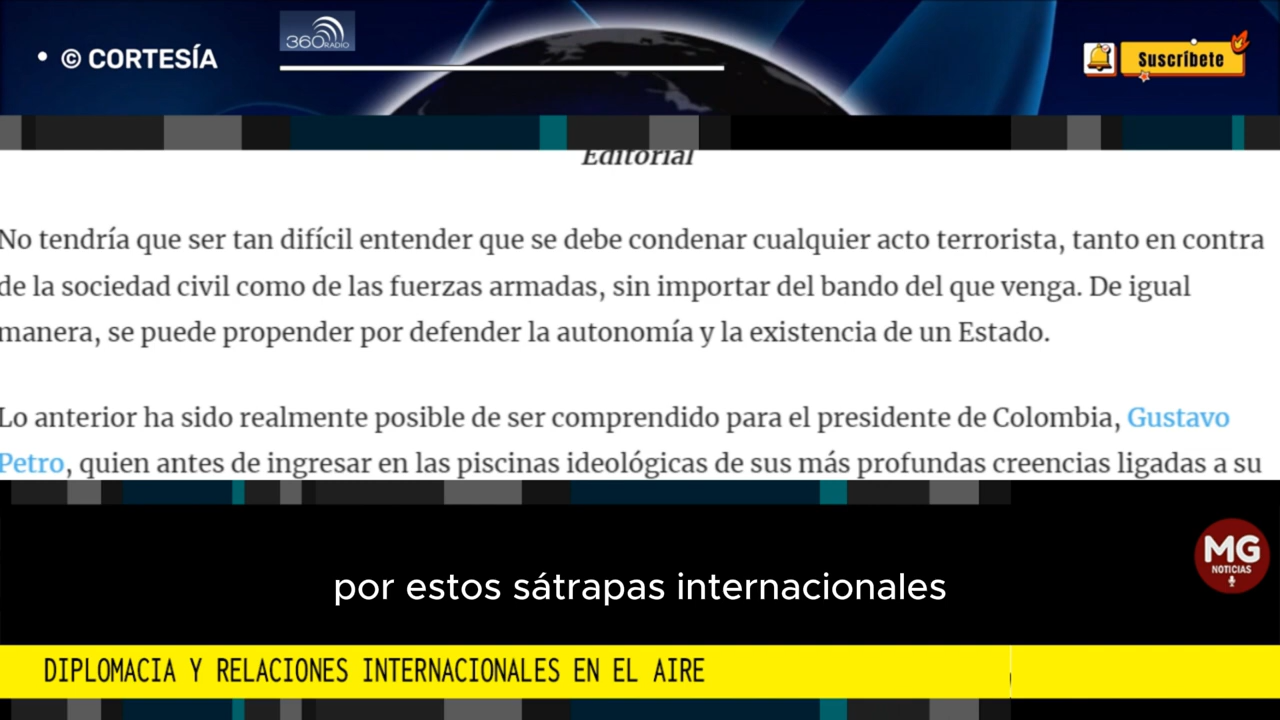 • © CORTESÍA
360RADIO
Suscríbete
Editorial
No tendría que ser tan difícil entender que se debe condenar cualquier acto terrorista, tanto en contra
de la sociedad civil como de las fuerzas armadas, sin importar del bando del que venga. De igual
manera, se puede propender por defender la autonomía y la existencia de un Estado.
Lo anterior ha sido realmente posible de ser comprendido para el presidente de Colombia, Gustavo
Petro, quien antes de ingresar en las piscinas ideológicas de sus más profundas creencias ligadas a su
MG
NOTICIAS
por estos sátrapas internacionales
DIPLOMACIA Y RELACIONES INTERNACIONALES EN EL AIRE